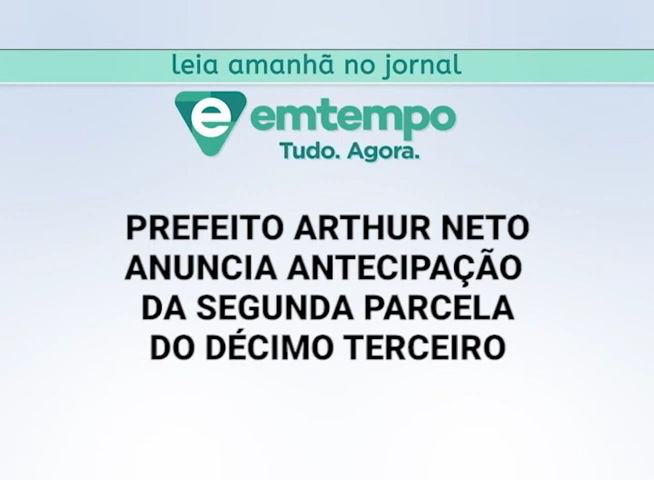 leia amanhã no jornal
e emtempo
Tudo. Agora.
PREFEITO ARTHUR NETO
ANUNCIA ANTECIPAÇÃO
DA SEGUNDA PARCELA
DO DÉCIMO TERCEIRO